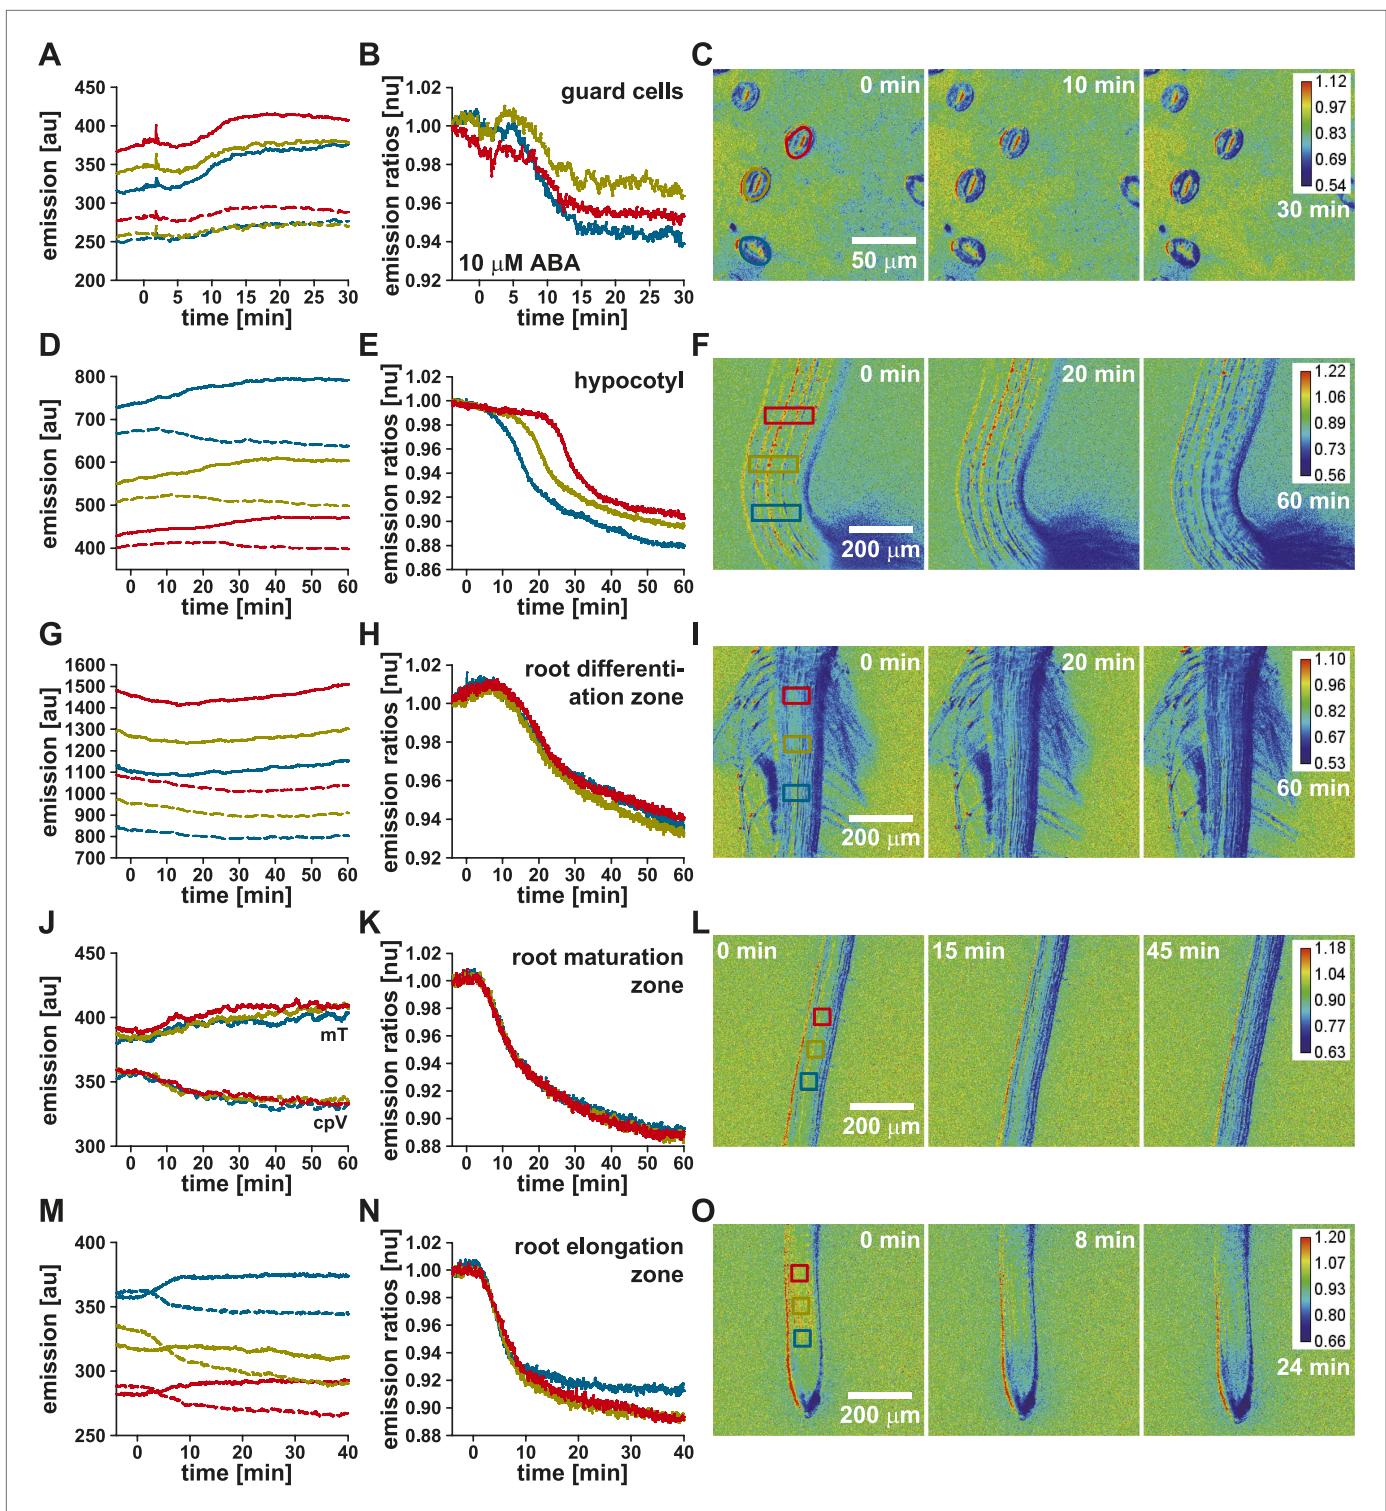 A
emission [au]
450
400
350
300
250
200
0 5 10 15 20 25 30
time [min]
B
emission ratios [nu]
1.02
1.00
0.98
0.96
0.94
0.92
guard cells
10 µM ABA
0 5 10 15 20 25 30
time [min]
C
0 min
50 µm
10 min
30 min
1.12
0.97
0.83
0.69
0.54
D
emission [au]
800
700
600
500
400
0 10 20 30 40 50 60
time [min]
E
emission ratios [nu]
1.02
1.00
0.98
0.96
0.94
0.92
0.90
0.88
0.86
hypocotyl
0 10 20 30 40 50 60
time [min]
F
0 min
200 µm
20 min
60 min
1.22
1.06
0.89
0.73
0.56
G
emission [au]
1600
1500
1400
1300
1200
1100
1000
900
800
700
0 10 20 30 40 50 60
time [min]
H
emission ratios [nu]
1.02
1.00
0.98
0.96
0.94
0.92
root differenti-
ation zone
0 10 20 30 40 50 60
time [min]
I
0 min
200 µm
20 min
60 min
1.10
0.96
0.82
0.67
0.53
J
emission [au]
450
400
350
300
mT
cpV
0 10 20 30 40 50 60
time [min]
K
emission ratios [nu]
1.02
1.00
0.98
0.96
0.94
0.92
0.90
0.88
root maturation
zone
0 10 20 30 40 50 60
time [min]
L
0 min
200 µm
15 min
45 min
1.18
1.04
0.90
0.77
0.63
M
emission [au]
400
350
300
250
0 10 20 30 40
time [min]
N
emission ratios [nu]
1.02
1.00
0.98
0.96
0.94
0.92
0.90
0.88
root elongation
zone
0 10 20 30 40
time [min]
O
0 min
200 µm
8 min
24 min
1.20
1.07
0.93
0.80
0.66